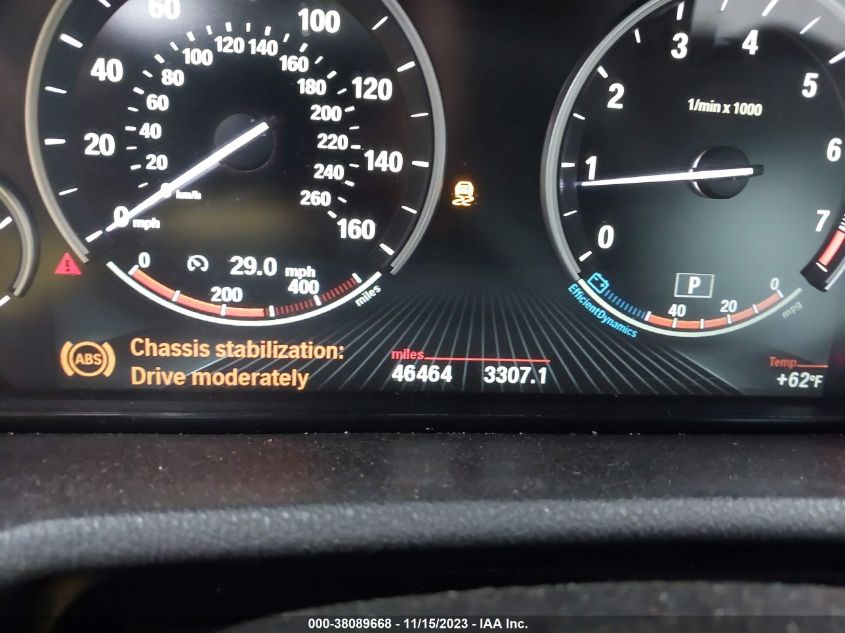 60 100
40 120
20 140
0 mph 160
20 40 60 80 100 120 140 160 180 200 220 240 260
0 km/h
29.0 mph
0 200 400
miles
ABS Chassis stabilization:
Drive moderately
miles
46464 3307.1
0 1 2 3 4 5 6 7
1/min x 1000
P
40 20 0
mpg
EfficientDynamics
Temp
+62°F
000-38089668 - 11/15/2023 - IAA Inc.